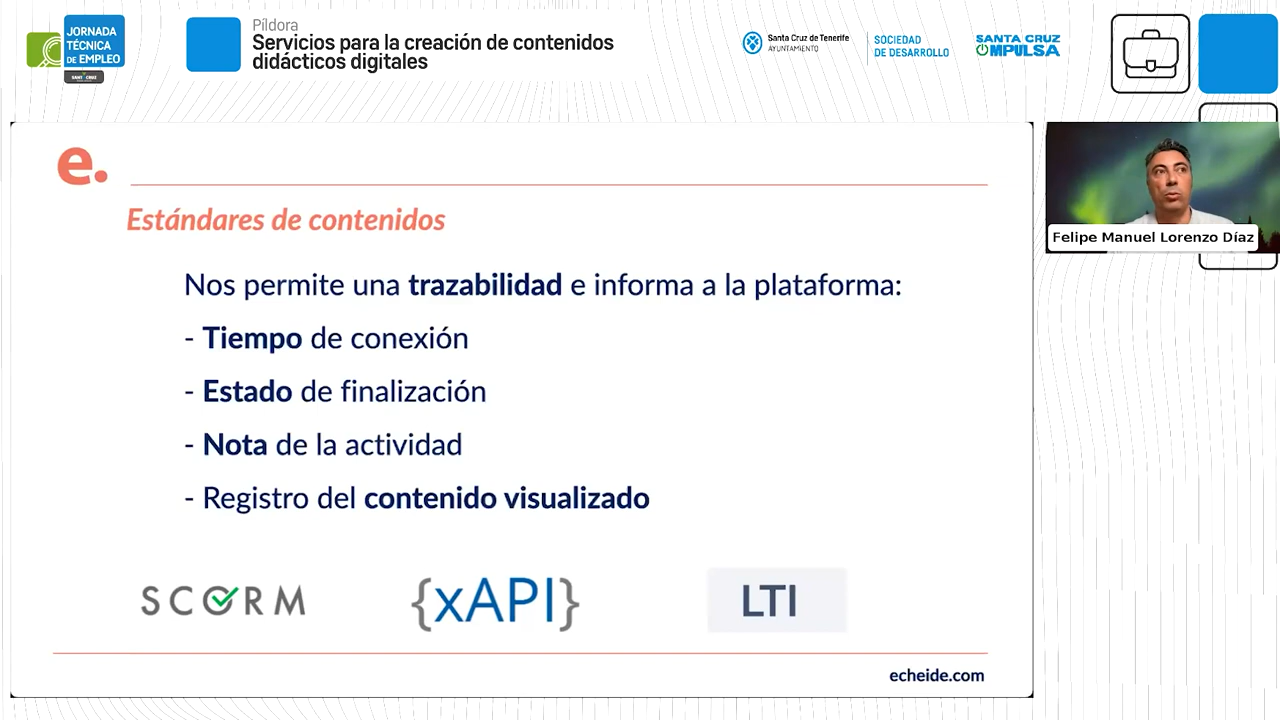 JORNADA
TÉCNICA
DE EMPLEO
Píldora
Servicios para la creación de contenidos
didácticos digitales
Santa Cruz de Tenerife
AYUNTAMIENTO
SOCIEDAD
DE DESARROLLO
SANTA CRUZ
IMPULSA
e.
Estándares de contenidos
Nos permite una trazabilidad e informa a la plataforma:
- Tiempo de conexión
- Estado de finalización
- Nota de la actividad
- Registro del contenido visualizado
SCORM
{xAPI}
LTI
echeide.com
Felipe Manuel Lorenzo Díaz